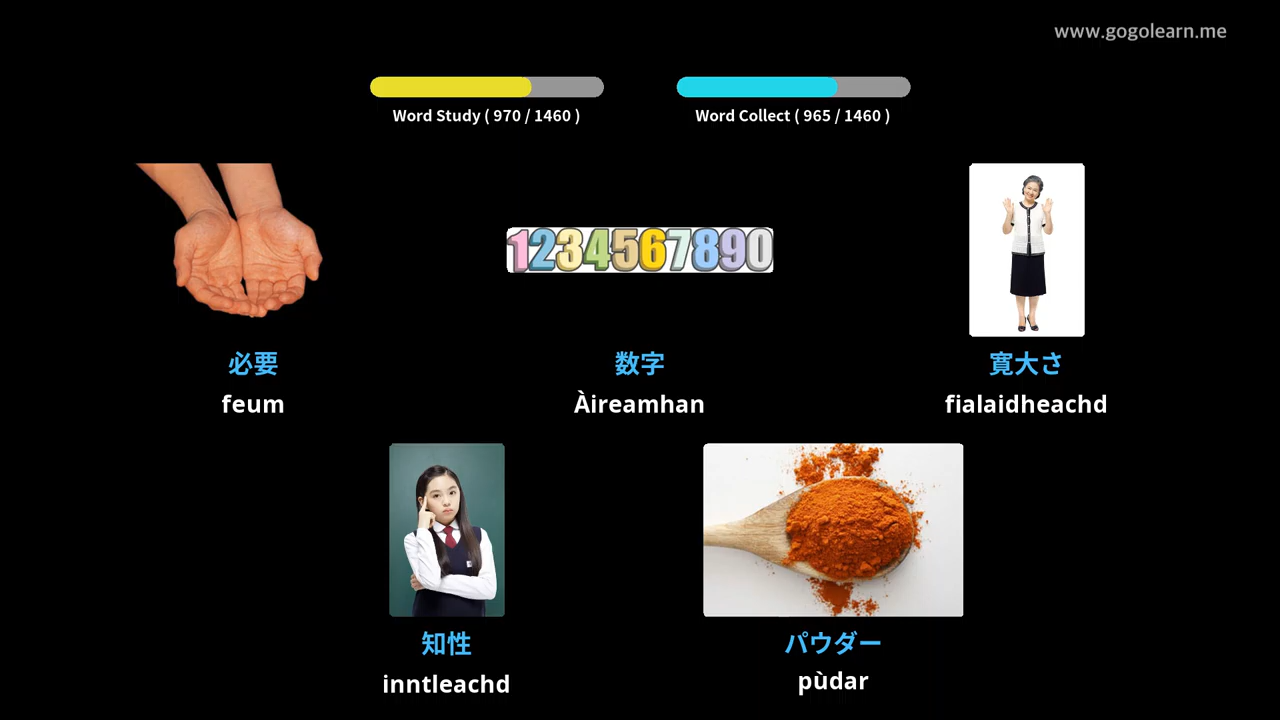 www.gogolearn.me
Word Study ( 970 / 1460 )
Word Collect ( 965 / 1460 )
1234567890
必要
feum
数字
Àireamhan
寛大さ
fialaidheachd
知性
inntleachd
パウダー
pùdar